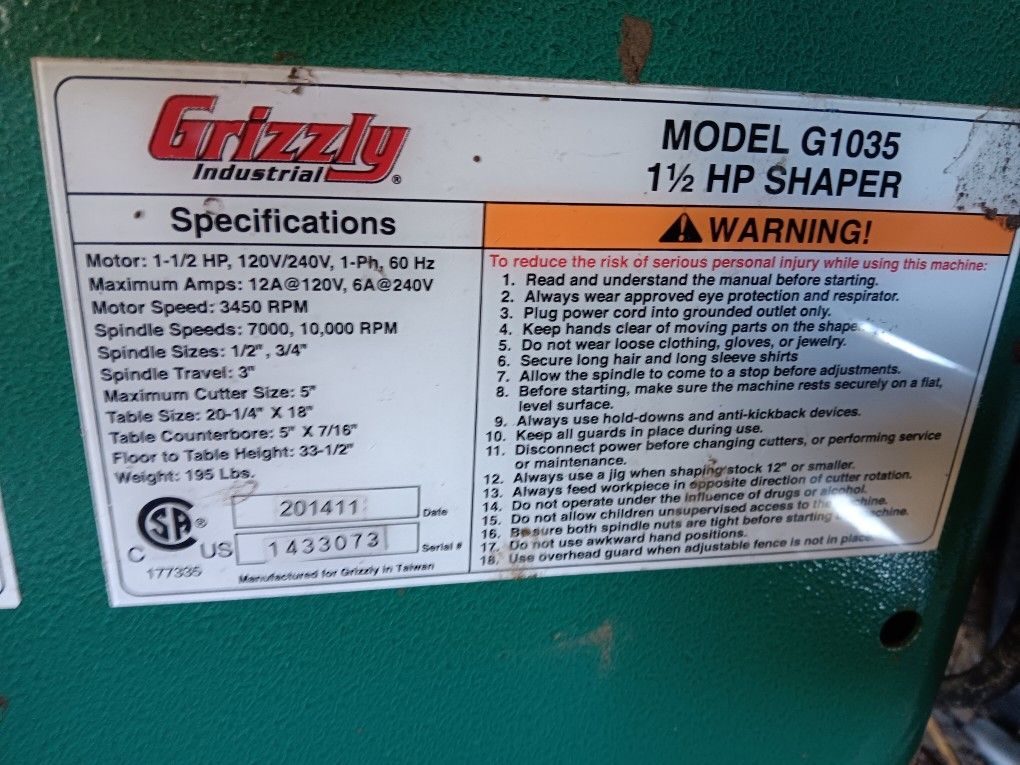 Grizzly
Industrial ®
MODEL G1035
1½ HP SHAPER
Specifications
Motor: 1-1/2 HP, 120V/240V, 1-Ph, 60 Hz
Maximum Amps: 12A@120V, 6A@240V
Motor Speed: 3450 RPM
Spindle Speeds: 7000, 10,000 RPM
Spindle Sizes: 1/2", 3/4"
Spindle Travel: 3"
Maximum Cutter Size: 5"
Table Size: 20-1/4" X 18"
Table Counterbore: 5" X 7/16"
Floor to Table Height: 33-1/2"
Weight: 195 Lbs.
SA ®
C US
177335
201411 Date
1433073 Serial #
Manufactured for Grizzly in Taiwan
WARNING!
To reduce the risk of serious personal injury while using this machine:
1. Read and understand the manual before starting.
2. Always wear approved eye protection and respirator.
3. Plug power cord into grounded outlet only.
4. Keep hands clear of moving parts on the shape
5. Do not wear loose clothing, gloves, or jewelry.
6. Secure long hair and long sleeve shirts
7. Allow the spindle to come to a stop before adjustments.
8. Before starting, make sure the machine rests securely on a flat,
level surface.
9. Always use hold-downs and anti-kickback devices.
10. Keep all guards in place during use.
11. Disconnect power before changing cutters, or performing service
or maintenance.
12. Always use a jig when shaping stock 12" or smaller.
13. Always feed workpiece in opposite direction of cutter rotation.
14. Do not operate under the influence of drugs or alcohol.
15. Do not allow children unsupervised access to the machine.
16. Be sure both spindle nuts are tight before starting machine.
17. Do not use awkward hand positions.
18. Use overhead guard when adjustable fence is not in place.